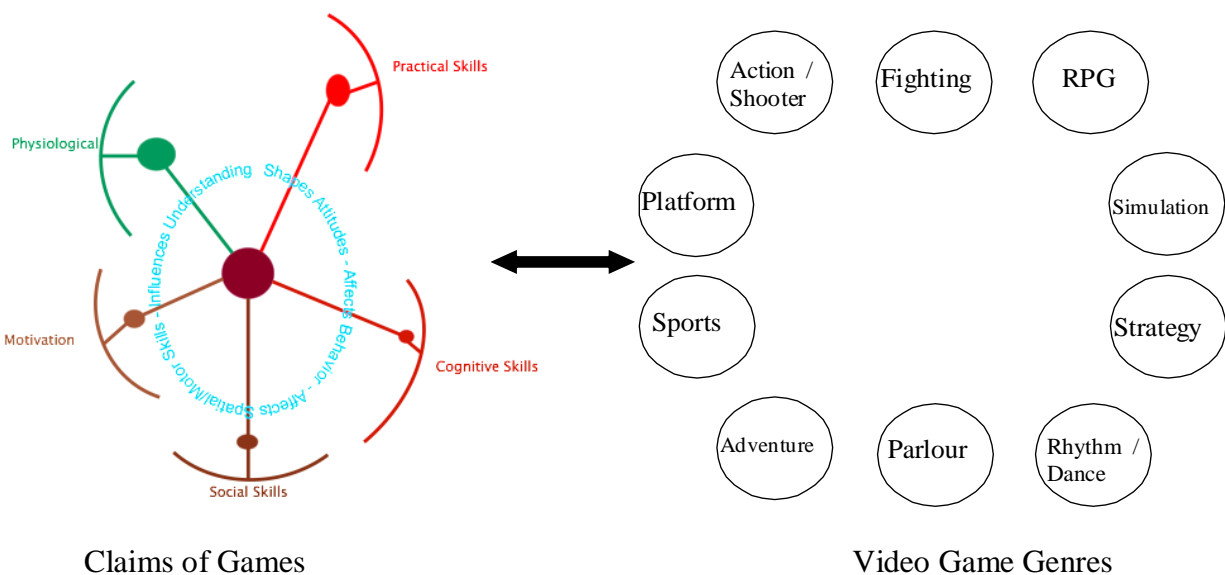 Practical Skills
Physiological
Influences Understanding Shapes Attitudes - Affects Behavior - Affects Spatial/Motor Skills -
Motivation
Cognitive Skills
Social Skills
Claims of Games
Action /
Shooter
Fighting
RPG
Platform
Simulation
Sports
Strategy
Adventure
Parlour
Rhythm /
Dance
Video Game Genres